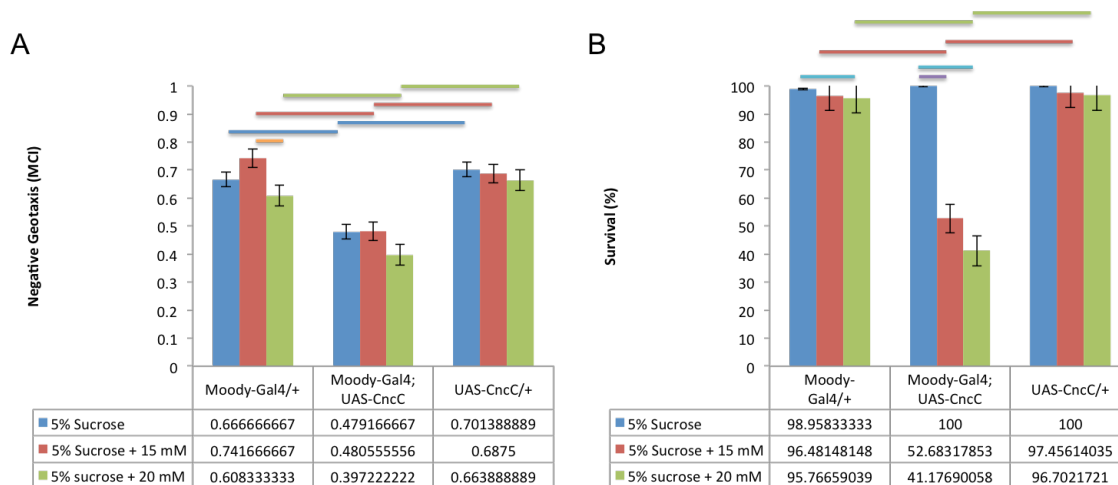 A
Negative Geotaxis (MCI)
1
0.9
0.8
0.7
0.6
0.5
0.4
0.3
0.2
0.1
0
Moody-Gal4/+ Moody-Gal4; UAS-CncC/+
UAS-CncC
5% Sucrose 0.666666667 0.479166667 0.701388889
5% Sucrose + 15 mM 0.741666667 0.480555556 0.6875
5% sucrose + 20 mM 0.608333333 0.397222222 0.663888889
B
Survival (%)
100
90
80
70
60
50
40
30
20
10
0
Moody- Moody-Gal4; UAS-CncC/+
Gal4/+ UAS-CncC
5% Sucrose 98.95833333 100 100
5% Sucrose + 15 mM 96.48148148 52.68317853 97.45614035
5% sucrose + 20 mM 95.76659039 41.17690058 96.7021721